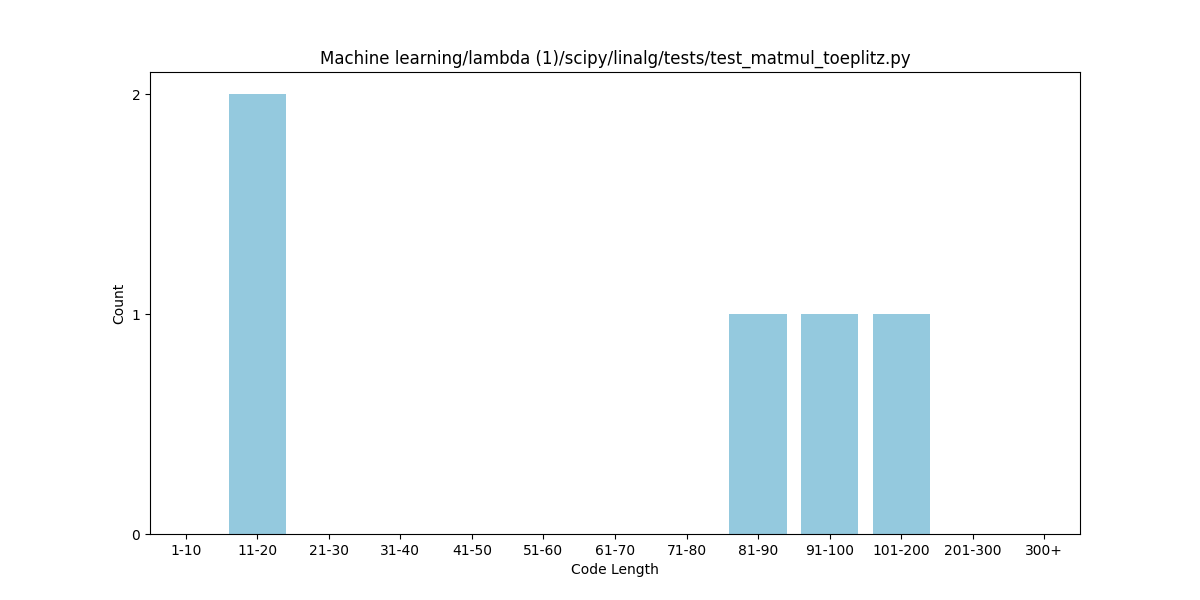 Machine learning/lambda (1)/scipy/linalg/tests/test_matmul_toeplitz.py
2
1
0
Count
1-10 11-20 21-30 31-40 41-50 51-60 61-70 71-80 81-90 91-100 101-200 201-300 300+
Code Length